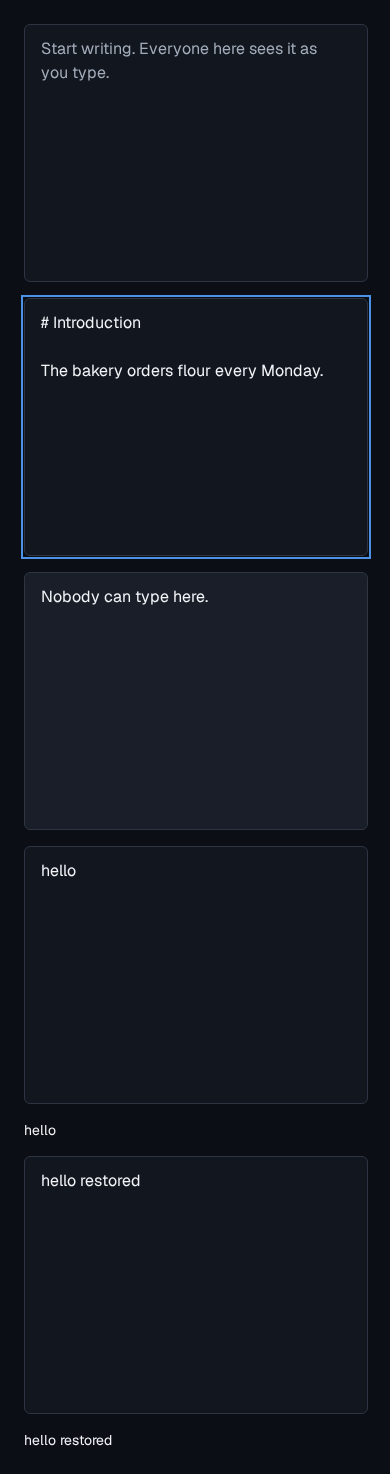 Start writing. Everyone here sees it as
you type.
# Introduction
The bakery orders flour every Monday.
Nobody can type here.
hello
hello
hello restored
hello restored